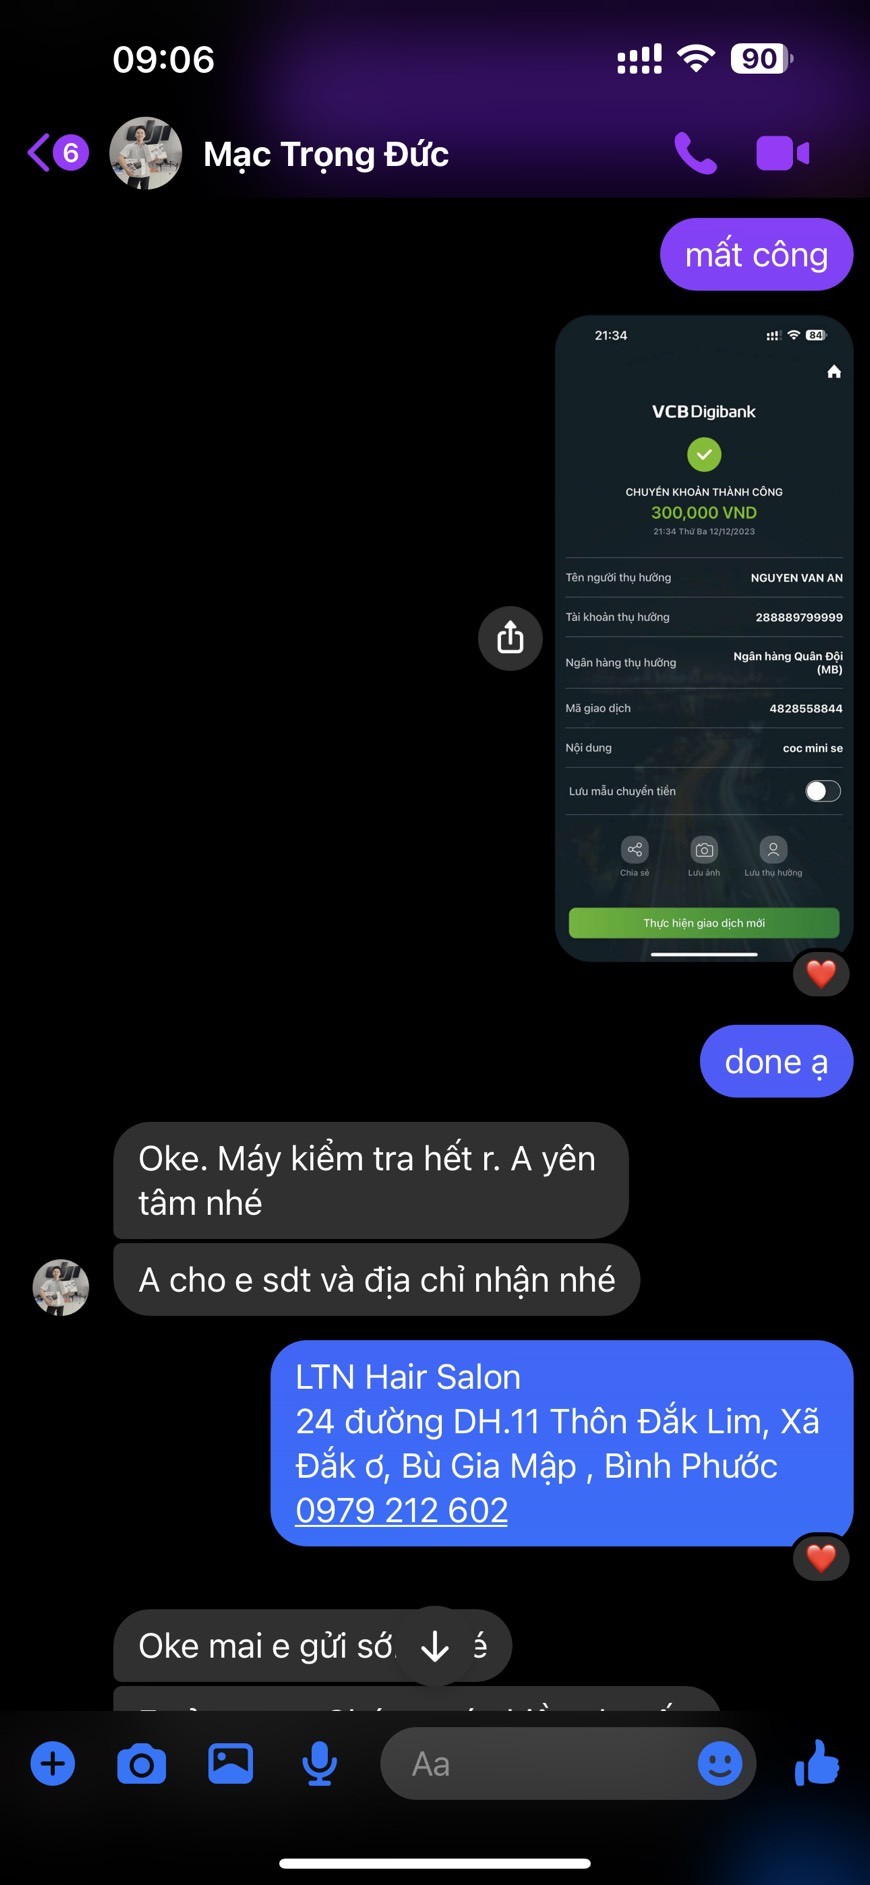 09:06
90
6
Mạc Trọng Đức
mất công
21:34
84
VCBDigibank
CHUYỂN KHOẢN THÀNH CÔNG
300,000 VND
21:34 Thứ Ba 12/12/2023
Tên người thụ hưởng NGUYEN VAN AN
Tài khoản thụ hưởng 288889799999
Ngân hàng thụ hưởng Ngân hàng Quân Đội
(MB)
Mã giao dịch 4828558844
Nội dung coc mini se
Lưu mẫu chuyển tiền
Chia sẻ Lưu ảnh Lưu thụ hưởng
Thực hiện giao dịch mới
done ạ
Oke. Máy kiểm tra hết r. A yên
tâm nhé
A cho e sdt và địa chỉ nhận nhé
LTN Hair Salon
24 đường DH.11 Thôn Đắk Lim, Xã
Đắk ơ, Bù Gia Mập , Bình Phước
0979 212 602
Oke mai e gửi
Aa